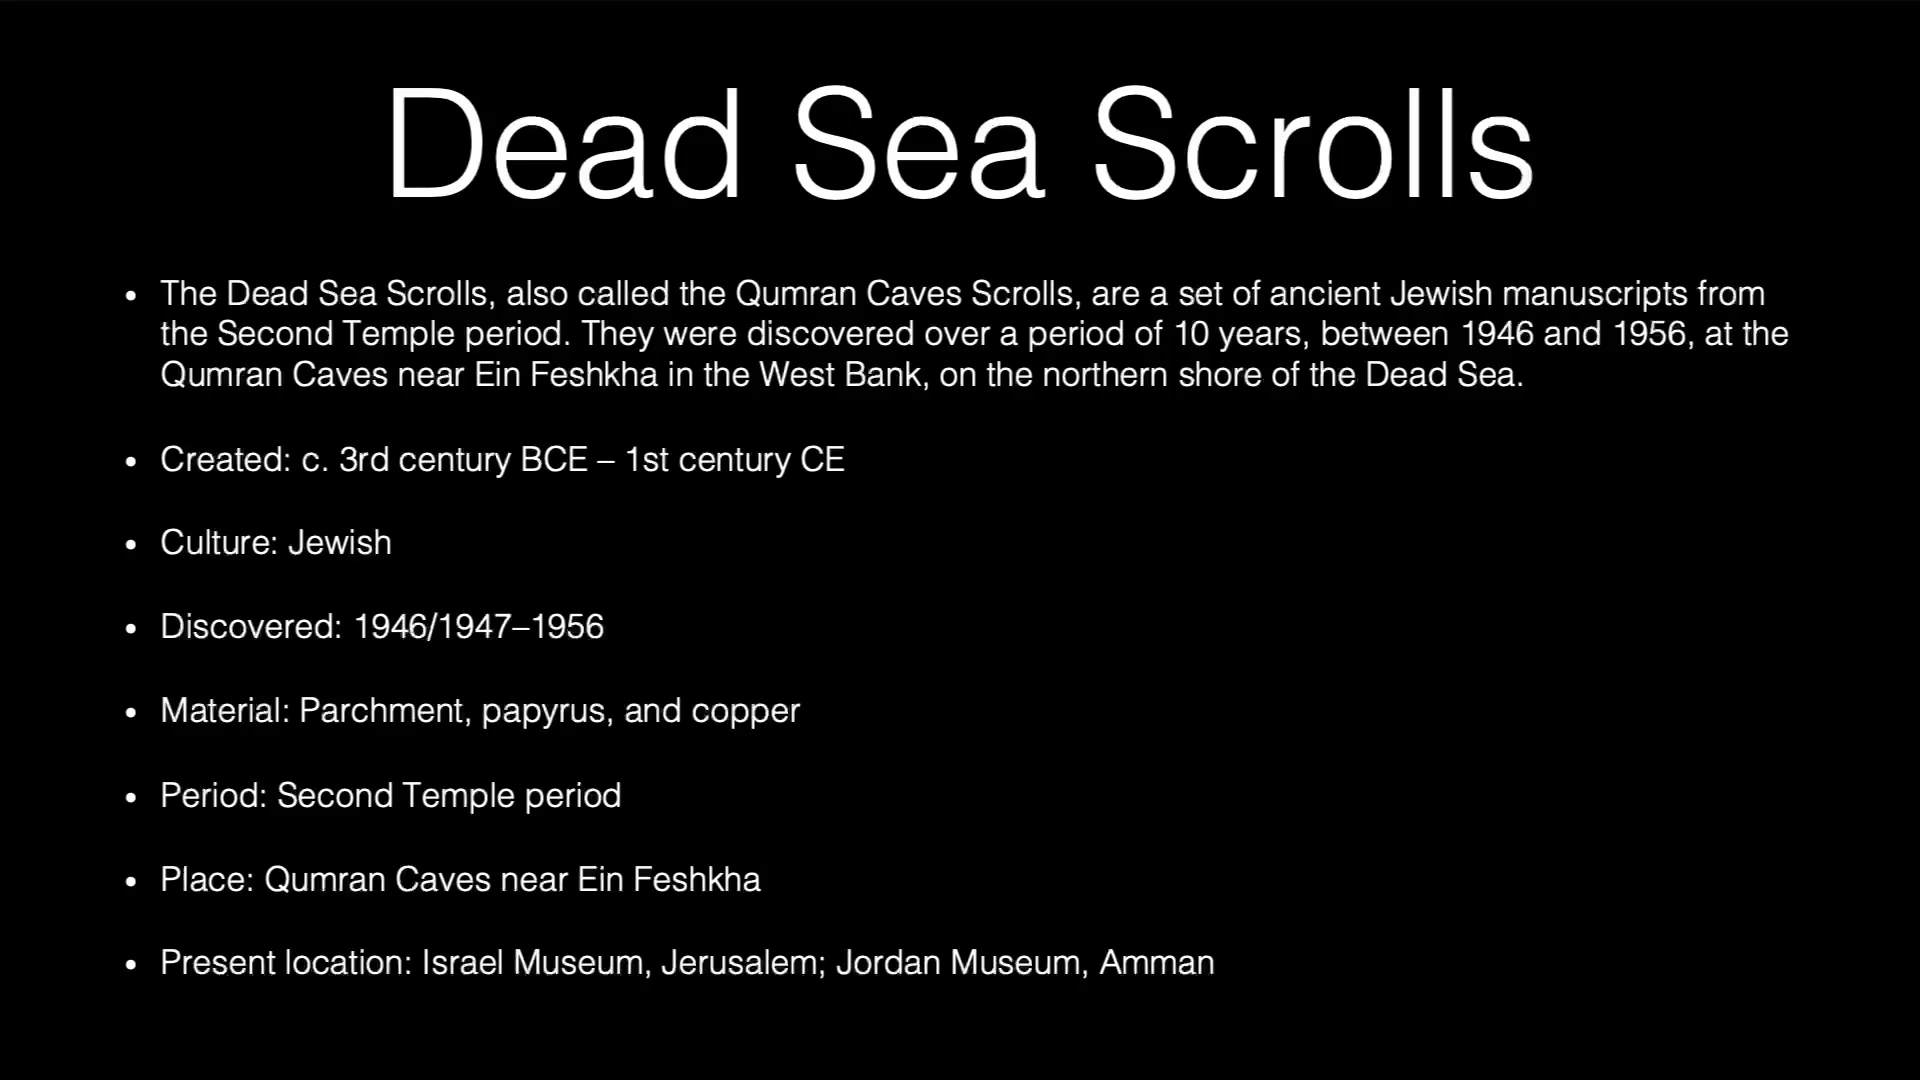 Dead Sea Scrolls
• The Dead Sea Scrolls, also called the Qumran Caves Scrolls, are a set of ancient Jewish manuscripts from
the Second Temple period. They were discovered over a period of 10 years, between 1946 and 1956, at the
Qumran Caves near Ein Feshkha in the West Bank, on the northern shore of the Dead Sea.
• Created: c. 3rd century BCE – 1st century CE
• Culture: Jewish
• Discovered: 1946/1947–1956
• Material: Parchment, papyrus, and copper
• Period: Second Temple period
• Place: Qumran Caves near Ein Feshkha
• Present location: Israel Museum, Jerusalem; Jordan Museum, Amman